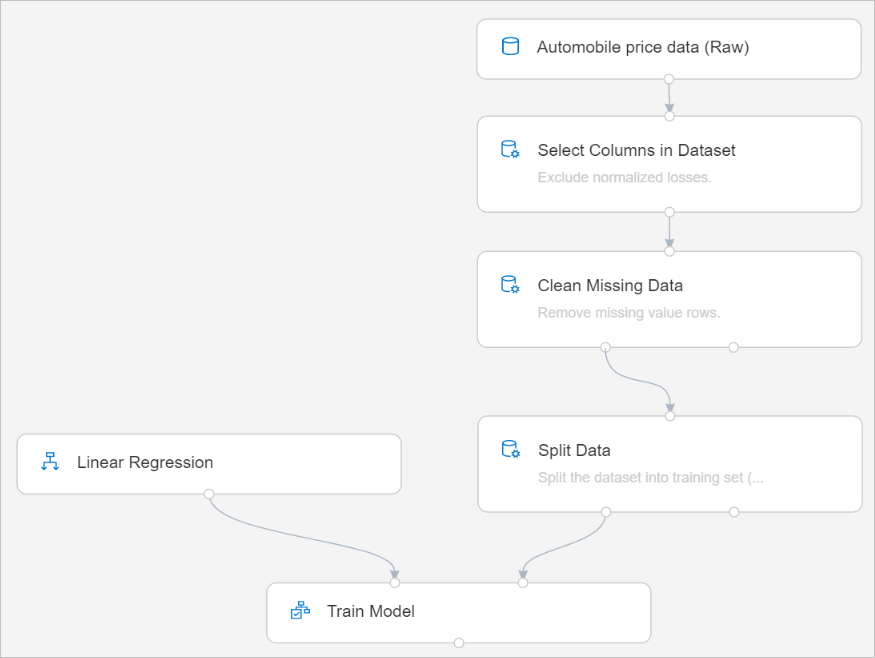 Automobile price data (Raw)
Select Columns in Dataset
Exclude normalized losses.
Clean Missing Data
Remove missing value rows.
Split Data
Split the dataset into training set (...
Linear Regression
Train Model